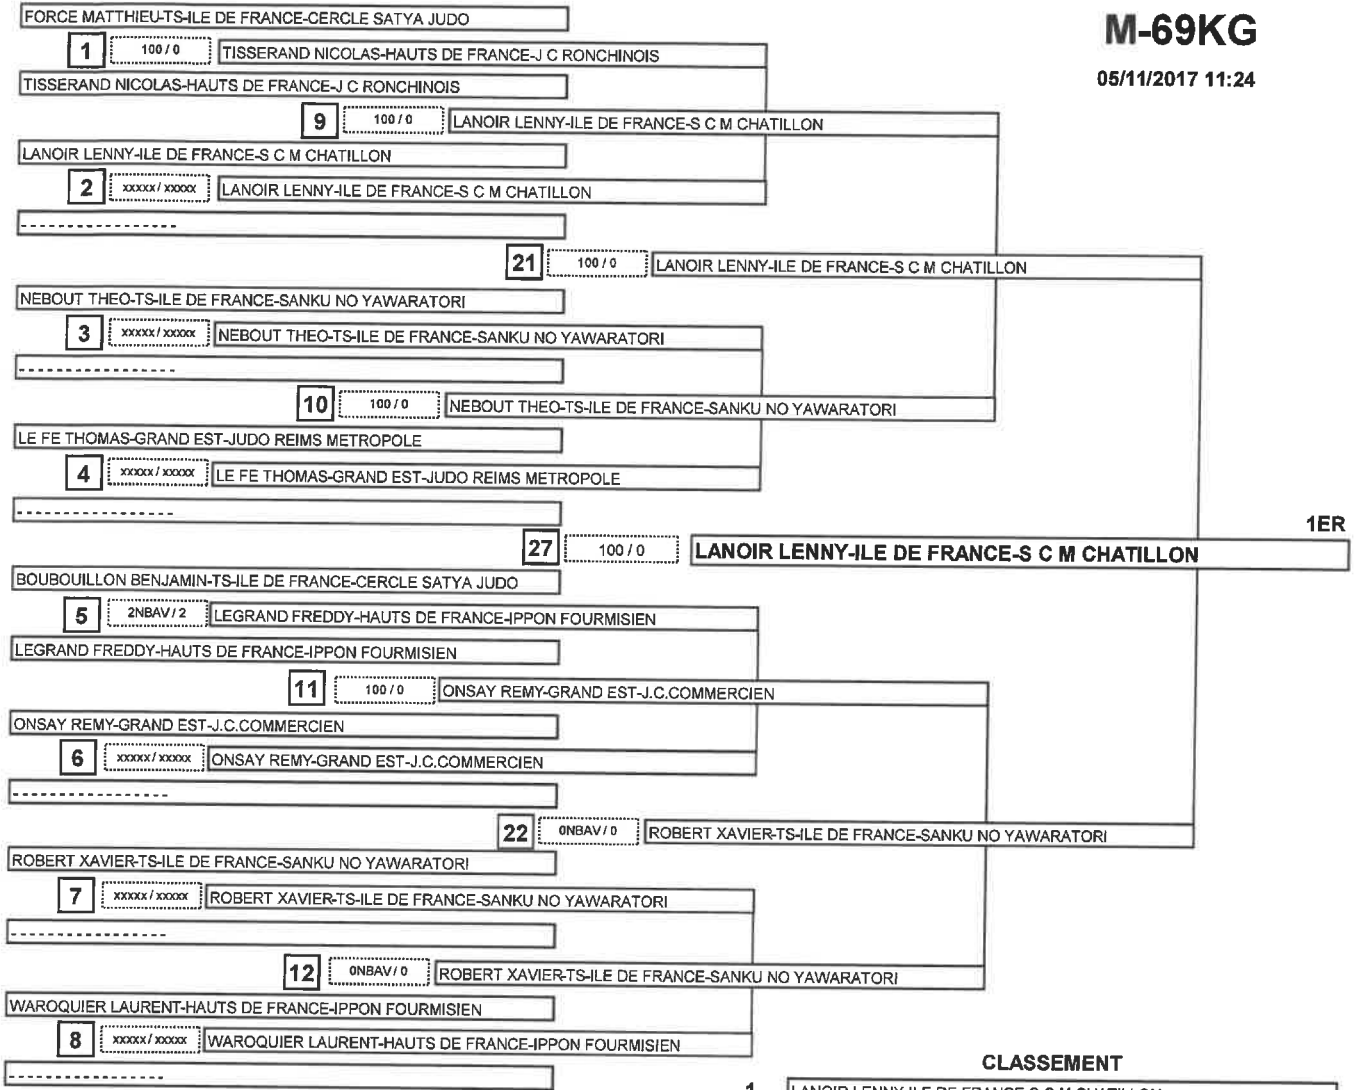 FORCE MATTHIEU-TS-ILE DE FRANCE-CERCLE SATYA JUDO
M-69KG
1 100 / 0 TISSERAND NICOLAS-HAUTS DE FRANCE-J C RONCHINOIS
05/11/2017 11:24
TISSERAND NICOLAS-HAUTS DE FRANCE-J C RONCHINOIS
9 100 / 0 LANOIR LENNY-ILE DE FRANCE-S C M CHATILLON
LANOIR LENNY-ILE DE FRANCE-S C M CHATILLON
2 xxxxx / xxxxx LANOIR LENNY-ILE DE FRANCE-S C M CHATILLON
-----------------
21 100 / 0 LANOIR LENNY-ILE DE FRANCE-S C M CHATILLON
NEBOUT THEO-TS-ILE DE FRANCE-SANKU NO YAWARATORI
3 xxxxx / xxxxx NEBOUT THEO-TS-ILE DE FRANCE-SANKU NO YAWARATORI
-----------------
10 100 / 0 NEBOUT THEO-TS-ILE DE FRANCE-SANKU NO YAWARATORI
LE FE THOMAS-GRAND EST-JUDO REIMS METROPOLE
4 xxxxx / xxxxx LE FE THOMAS-GRAND EST-JUDO REIMS METROPOLE
-----------------
1ER
27 100 / 0 LANOIR LENNY-ILE DE FRANCE-S C M CHATILLON
BOUBOUILLON BENJAMIN-TS-ILE DE FRANCE-CERCLE SATYA JUDO
5 2NBAV / 2 LEGRAND FREDDY-HAUTS DE FRANCE-IPPON FOURMISIEN
LEGRAND FREDDY-HAUTS DE FRANCE-IPPON FOURMISIEN
11 100 / 0 ONSAY REMY-GRAND EST-J.C.COMMERCIEN
ONSAY REMY-GRAND EST-J.C.COMMERCIEN
6 xxxxx / xxxxx ONSAY REMY-GRAND EST-J.C.COMMERCIEN
-----------------
22 0NBAV / 0 ROBERT XAVIER-TS-ILE DE FRANCE-SANKU NO YAWARATORI
ROBERT XAVIER-TS-ILE DE FRANCE-SANKU NO YAWARATORI
7 xxxxx / xxxxx ROBERT XAVIER-TS-ILE DE FRANCE-SANKU NO YAWARATORI
-----------------
12 0NBAV / 0 ROBERT XAVIER-TS-ILE DE FRANCE-SANKU NO YAWARATORI
WAROQUIER LAURENT-HAUTS DE FRANCE-IPPON FOURMISIEN
8 xxxxx / xxxxx WAROQUIER LAURENT-HAUTS DE FRANCE-IPPON FOURMISIEN
CLASSEMENT
-----------------
1 LANOIR LENNY-ILE DE FRANCE-S C M CHATILLON